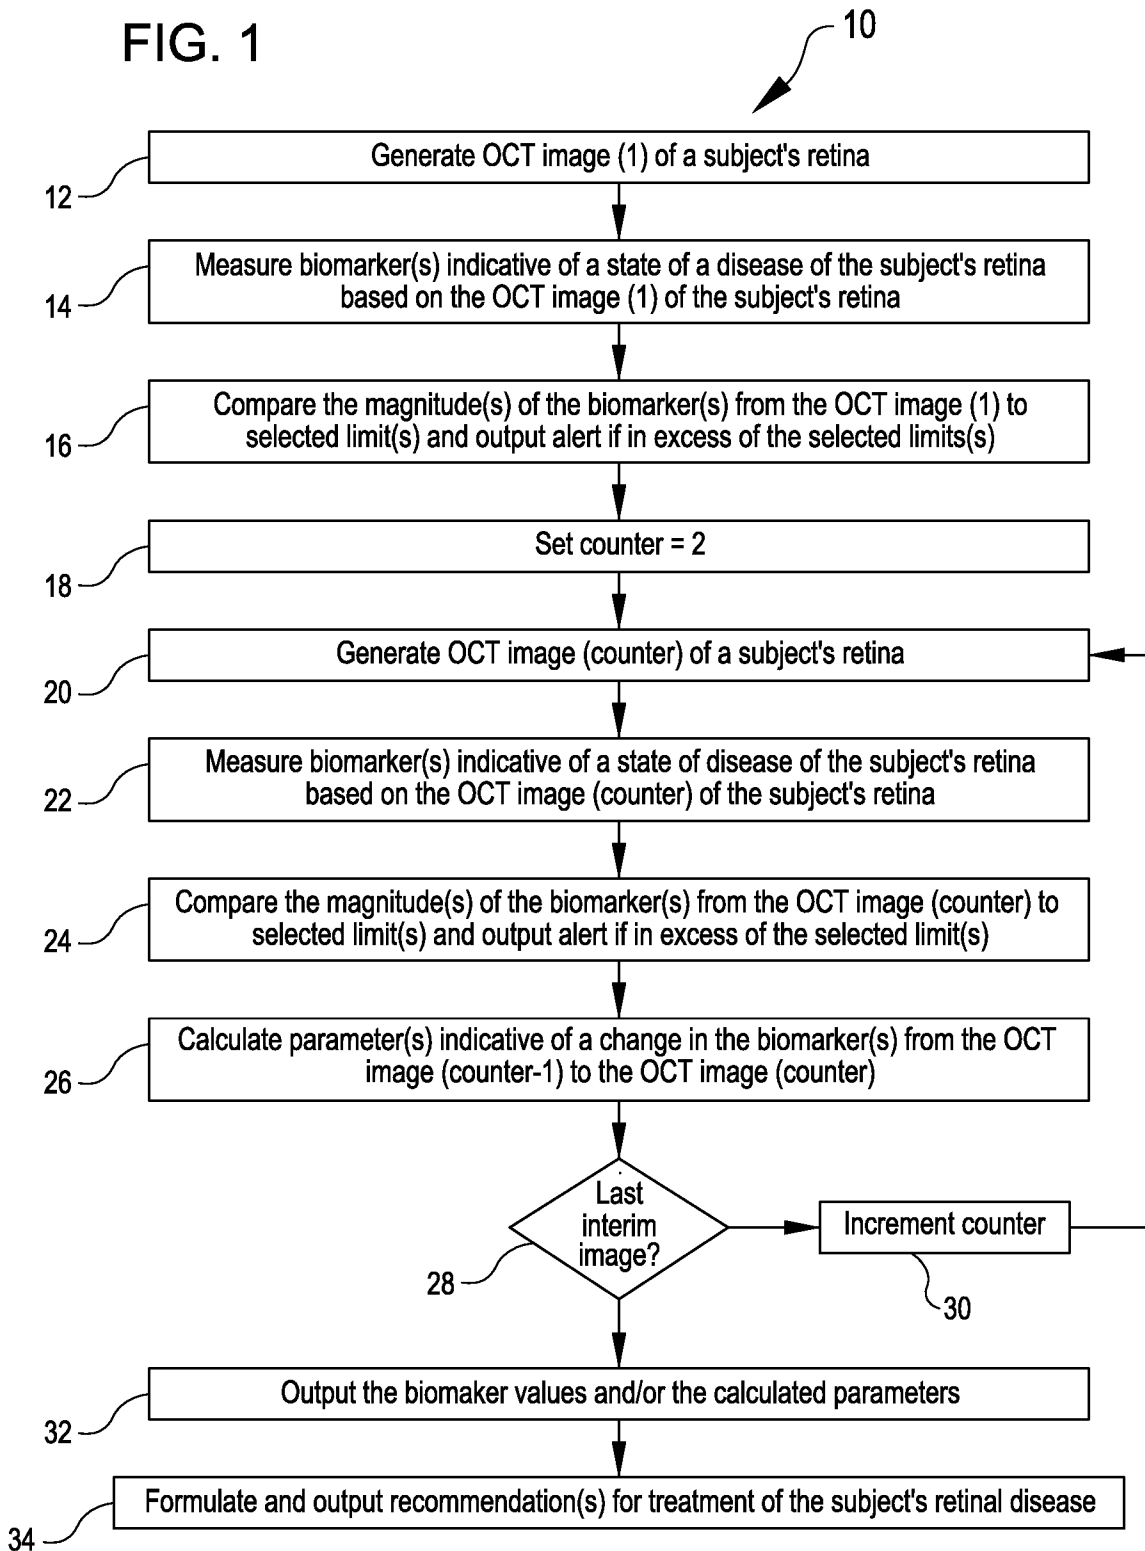 FIG. 1
10
Generate OCT image (1) of a subject's retina
12
Measure biomarker(s) indicative of a state of a disease of the subject's retina
based on the OCT image (1) of the subject's retina
14
Compare the magnitude(s) of the biomarker(s) from the OCT image (1) to
selected limit(s) and output alert if in excess of the selected limits(s)
16
Set counter = 2
18
Generate OCT image (counter) of a subject's retina
20
Measure biomarker(s) indicative of a state of disease of the subject's retina
based on the OCT image (counter) of the subject's retina
22
Compare the magnitude(s) of the biomarker(s) from the OCT image (counter) to
selected limit(s) and output alert if in excess of the selected limit(s)
24
Calculate parameter(s) indicative of a change in the biomarker(s) from the OCT
image (counter-1) to the OCT image (counter)
26
Last
interim
image?
28
Increment counter
30
Output the biomaker values and/or the calculated parameters
32
Formulate and output recommendation(s) for treatment of the subject's retinal disease
34